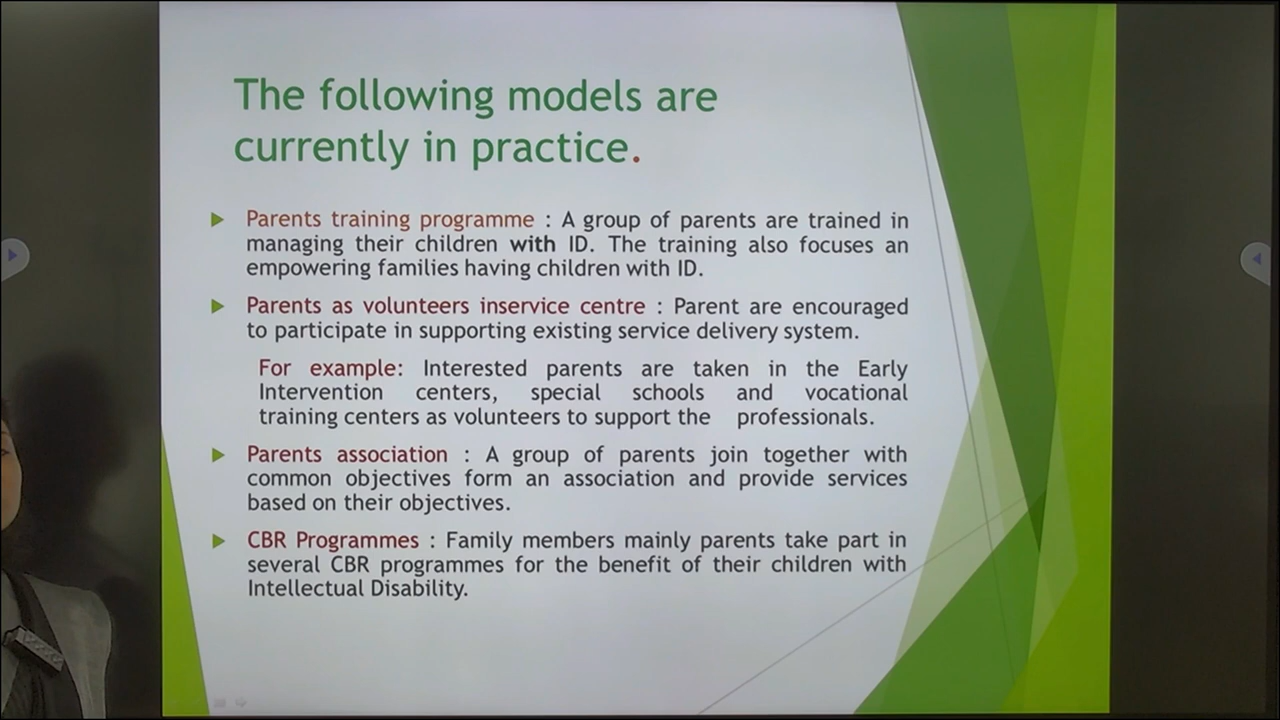 The following models are
currently in practice.
Parents training programme : A group of parents are trained in
managing their children with ID. The training also focuses an
empowering families having children with ID.
Parents as volunteers inservice centre : Parent are encouraged
to participate in supporting existing service delivery system.
For example: Interested parents are taken in the Early
Intervention centers, special schools and vocational
training centers as volunteers to support the professionals.
Parents association : A group of parents join together with
common objectives form an association and provide services
based on their objectives.
CBR Programmes : Family members mainly parents take part in
several CBR programmes for the benefit of their children with
Intellectual Disability.